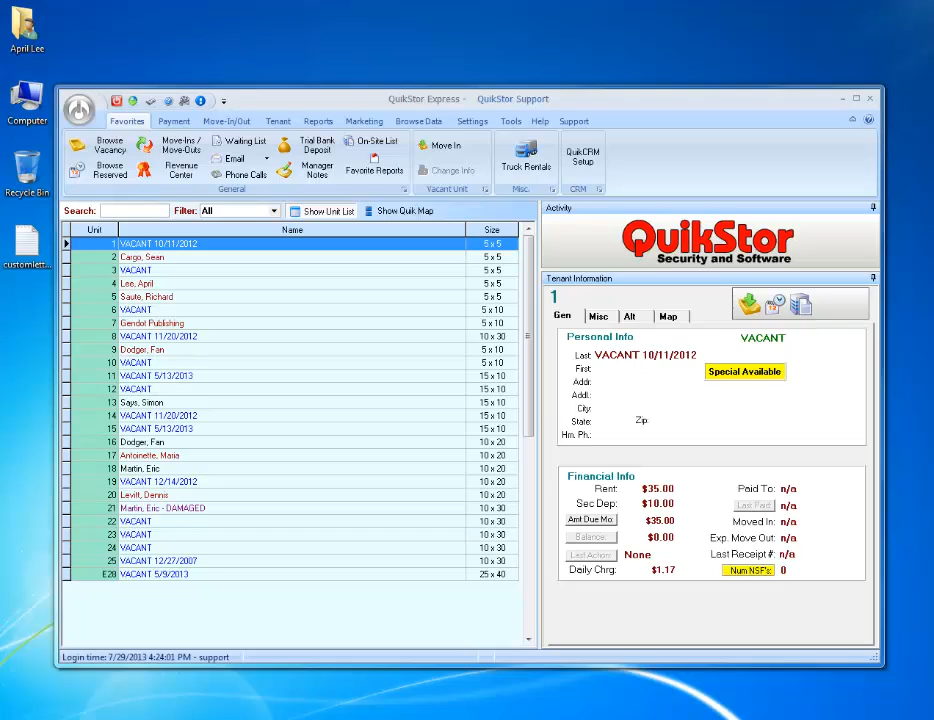 April Lee
Computer
Recycle Bin
customlett...
QuikStor Express - QuikStor Support
Favorites Payment Move-In/Out Tenant Reports Marketing Browse Data Settings Tools Help Support
Browse Vacancy
Browse Reserved
Move-Ins / Move-Outs
Revenue Center
Waiting List
Email
Phone Calls
Trial Bank Deposit
Manager Notes
On-Site List
Favorite Reports
General
Move In
Change Info
Vacant Unit
Truck Rentals
Misc.
QuikCRM Setup
CRM
Search: Filter: All Show Unit List Show Quik Map
Unit Name Size
1 VACANT 10/11/2012 5 x 5
2 Cargo, Sean 5 x 5
3 VACANT 5 x 5
4 Lee, April 5 x 5
5 Saute, Richard 5 x 5
6 VACANT 5 x 10
7 Gendot Publishing 5 x 10
8 VACANT 11/20/2012 10 x 30
9 Dodger, Fan 5 x 10
10 VACANT 5 x 10
11 VACANT 5/13/2013 15 x 10
12 VACANT 15 x 10
13 Says, Simon 15 x 10
14 VACANT 11/20/2012 15 x 10
15 VACANT 5/13/2013 15 x 10
16 Dodger, Fan 10 x 20
17 Antoinette, Maria 10 x 20
18 Martin, Eric 10 x 20
19 VACANT 12/14/2012 10 x 20
20 Levitt, Dennis 10 x 20
21 Martin, Eric - DAMAGED 10 x 30
22 VACANT 10 x 30
23 VACANT 10 x 30
24 VACANT 10 x 30
25 VACANT 12/27/2007 10 x 30
E28 VACANT 5/9/2013 25 x 40
Activity
QuikStor
Security and Software
Tenant Information
1
12
Gen Misc Alt Map
Personal Info VACANT
Last: VACANT 10/11/2012
First:
Special Available
Addr:
Addl.:
City:
State: Zip:
Hm. Ph.:
Financial Info
Rent: $35.00 Paid To: n/a
Sec Dep: $10.00 Last Paid: n/a
Amt Due Mo: $35.00 Moved In: n/a
Balance: $0.00 Exp. Move Out: n/a
Last Action: None Last Receipt #: n/a
Daily Chrg: $1.17 Num NSF's: 0
Login time: 7/29/2013 4:24:01 PM - support